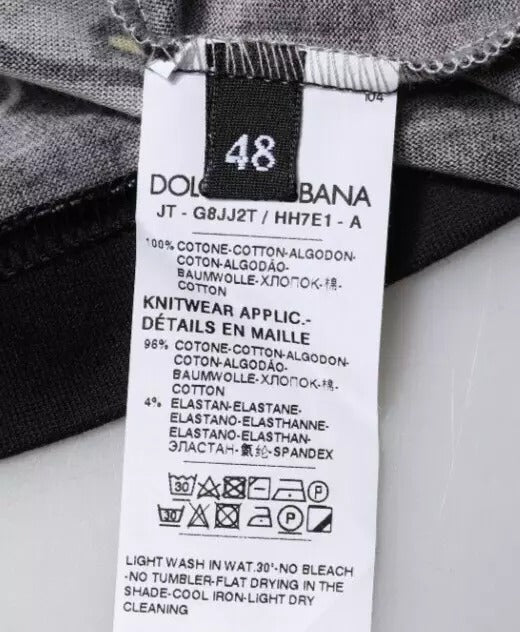 104
48
DOL BANA
JT - G8JJ2T / HH7E1 - A
100% COTONE-COTTON-ALGODON-
COTON-ALGODÃO-
BAUMWOLLE-ХЛОПОК-棉-
COTTON
KNITWEAR APPLIC.-
DÉTAILS EN MAILLE
96% COTONE-COTTON-ALGODON-
COTON-ALGODÃO-
BAUMWOLLE-ХЛОПОК-棉-
COTTON
4% ELASTAN-ELASTANE-
ELASTANO-ELASTHANNE-
ELASTANO-ELASTHAN-
ЭЛАСТАН-氨纶-SPANDEX
30 P
P
LIGHT WASH IN WAT.30°-NO BLEACH
-NO TUMBLER-FLAT DRYING IN THE
SHADE-COOL IRON-LIGHT DRY
CLEANING